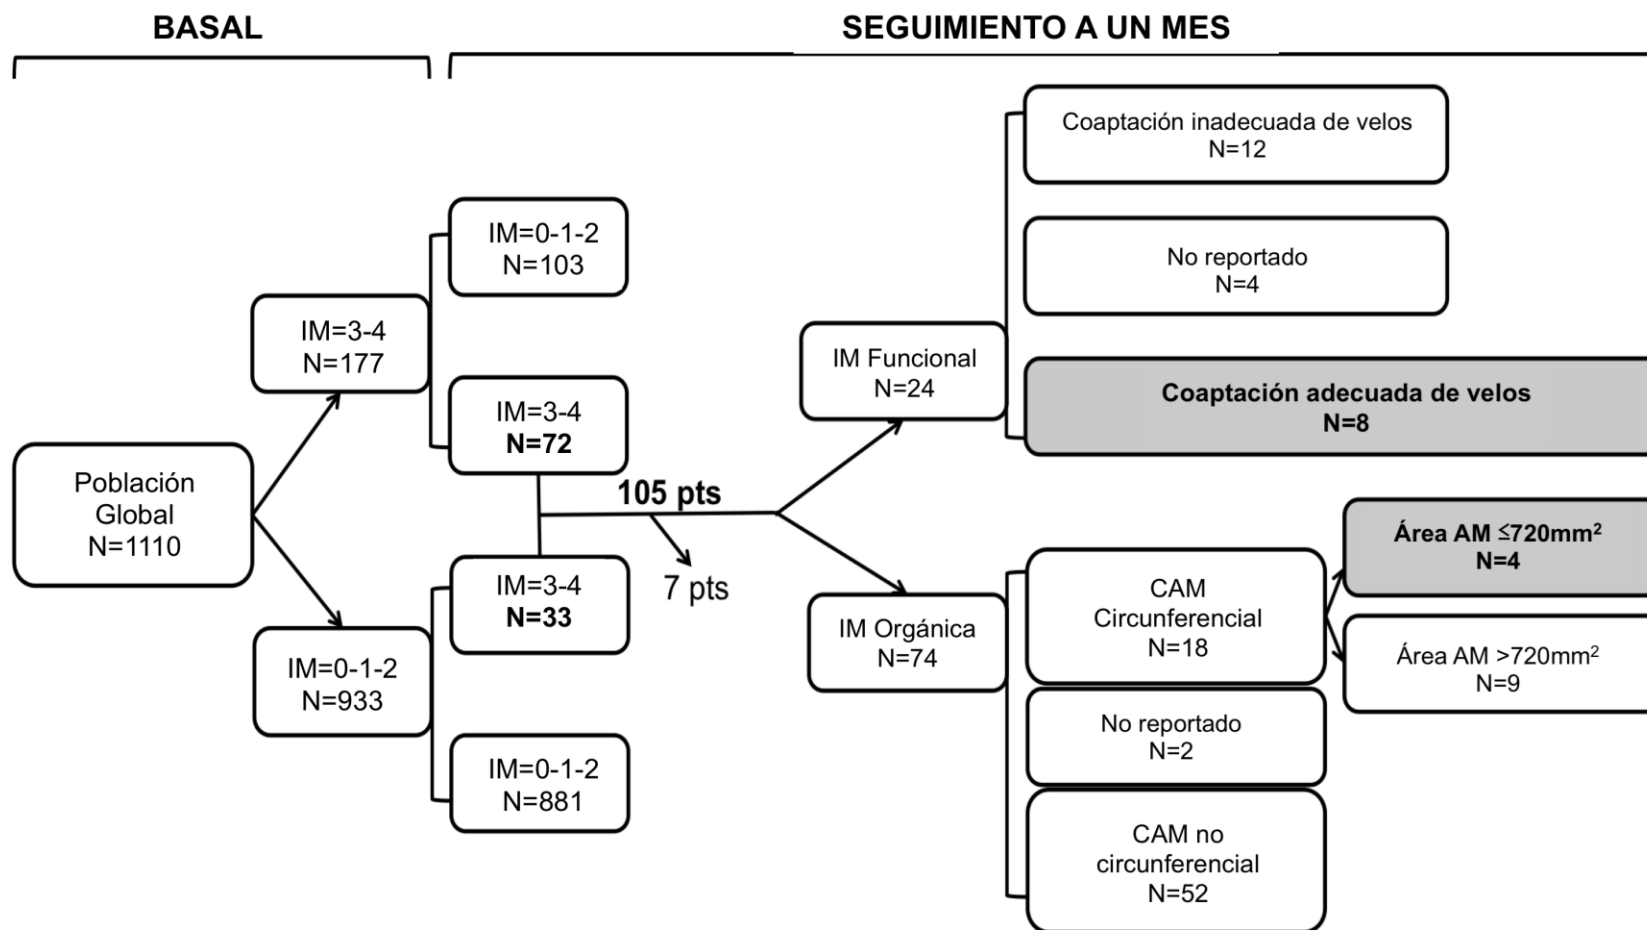 BASAL
SEGUIMIENTO A UN MES
Población
Global
N=1110
IM=3-4
N=177
IM=0-1-2
N=933
IM=0-1-2
N=103
IM=3-4
N=72
IM=3-4
N=33
IM=0-1-2
N=881
105 pts
7 pts
IM Funcional
N=24
IM Orgánica
N=74
Coaptación inadecuada de velos
N=12
No reportado
N=4
Coaptación adecuada de velos
N=8
CAM
Circunferencial
N=18
No reportado
N=2
CAM no
circunferencial
N=52
Área AM ≤720mm²
N=4
Área AM >720mm²
N=9